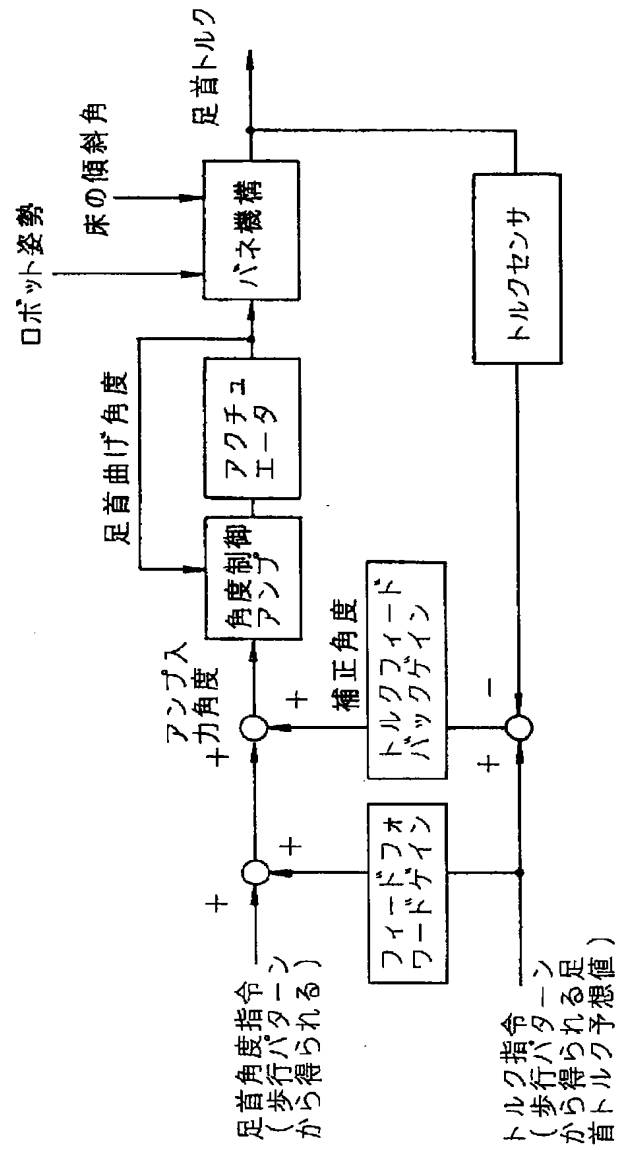 足首角度指令
(歩行パターン
から得られる)
+
+
+
アンプ入
力角度
+
角度制御
アンプ
アクチュ
エータ
足首曲げ角度
ロボット姿勢
床の傾斜角
バネ機構
足首トルク
フィードフォ
ワードゲイン
補正角度
トルクフィード
バックゲイン
トルクセンサ
+
-
トルク指令
(歩行パターン
から得られる足
首トルク予想値)